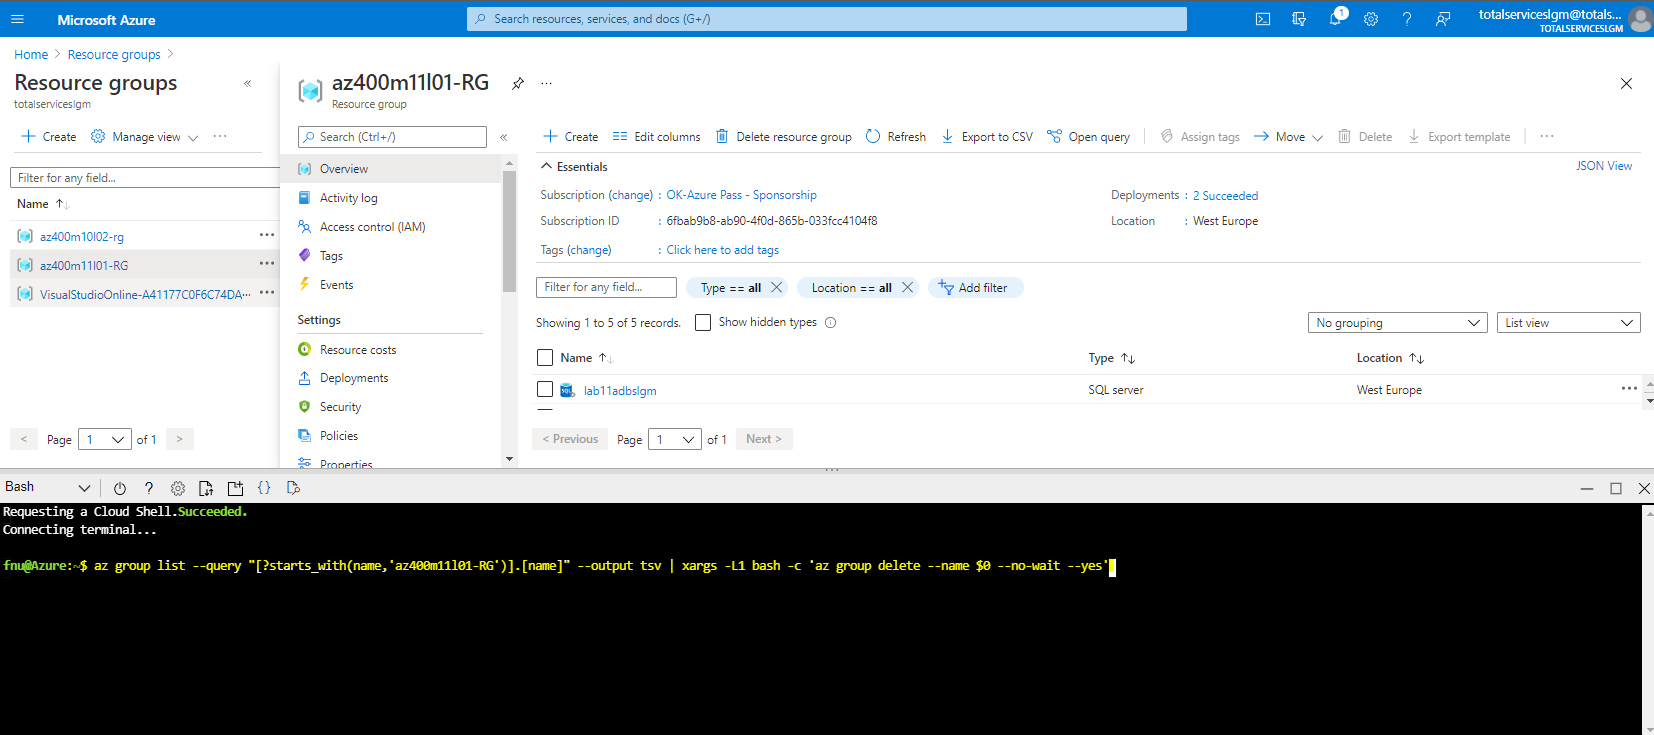 Microsoft Azure
Search resources, services, and docs (G+/)
1
totalserviceslgm@totals...
TOTALSERVICESLGM
Home > Resource groups >
Resource groups
totalserviceslgm
Create
Manage view
Filter for any field...
Name
az400m10l02-rg
az400m11l01-RG
VisualStudioOnline-A41177C0F6C74DA...
< Page 1 of 1 >
az400m11l01-RG
Resource group
Search (Ctrl+/)
Overview
Activity log
Access control (IAM)
Tags
Events
Settings
Resource costs
Deployments
Security
Policies
Properties
Create Edit columns Delete resource group Refresh Export to CSV Open query Assign tags Move Delete Export template
Essentials
JSON View
Subscription (change) : OK-Azure Pass - Sponsorship
Deployments : 2 Succeeded
Subscription ID : 6fbab9b8-ab90-4f0d-865b-033fcc4104f8
Location : West Europe
Tags (change) : Click here to add tags
Filter for any field... Type == all Location == all Add filter
Showing 1 to 5 of 5 records. Show hidden types
No grouping List view
Name Type Location
SQL lab11adbslgm SQL server West Europe
< Previous Page 1 of 1 Next >
Bash
Requesting a Cloud Shell.Succeeded.
Connecting terminal...
fnu@Azure:~$ az group list --query "[?starts_with(name,'az400m11l01-RG')].[name]" --output tsv | xargs -L1 bash -c 'az group delete --name $0 --no-wait --yes'